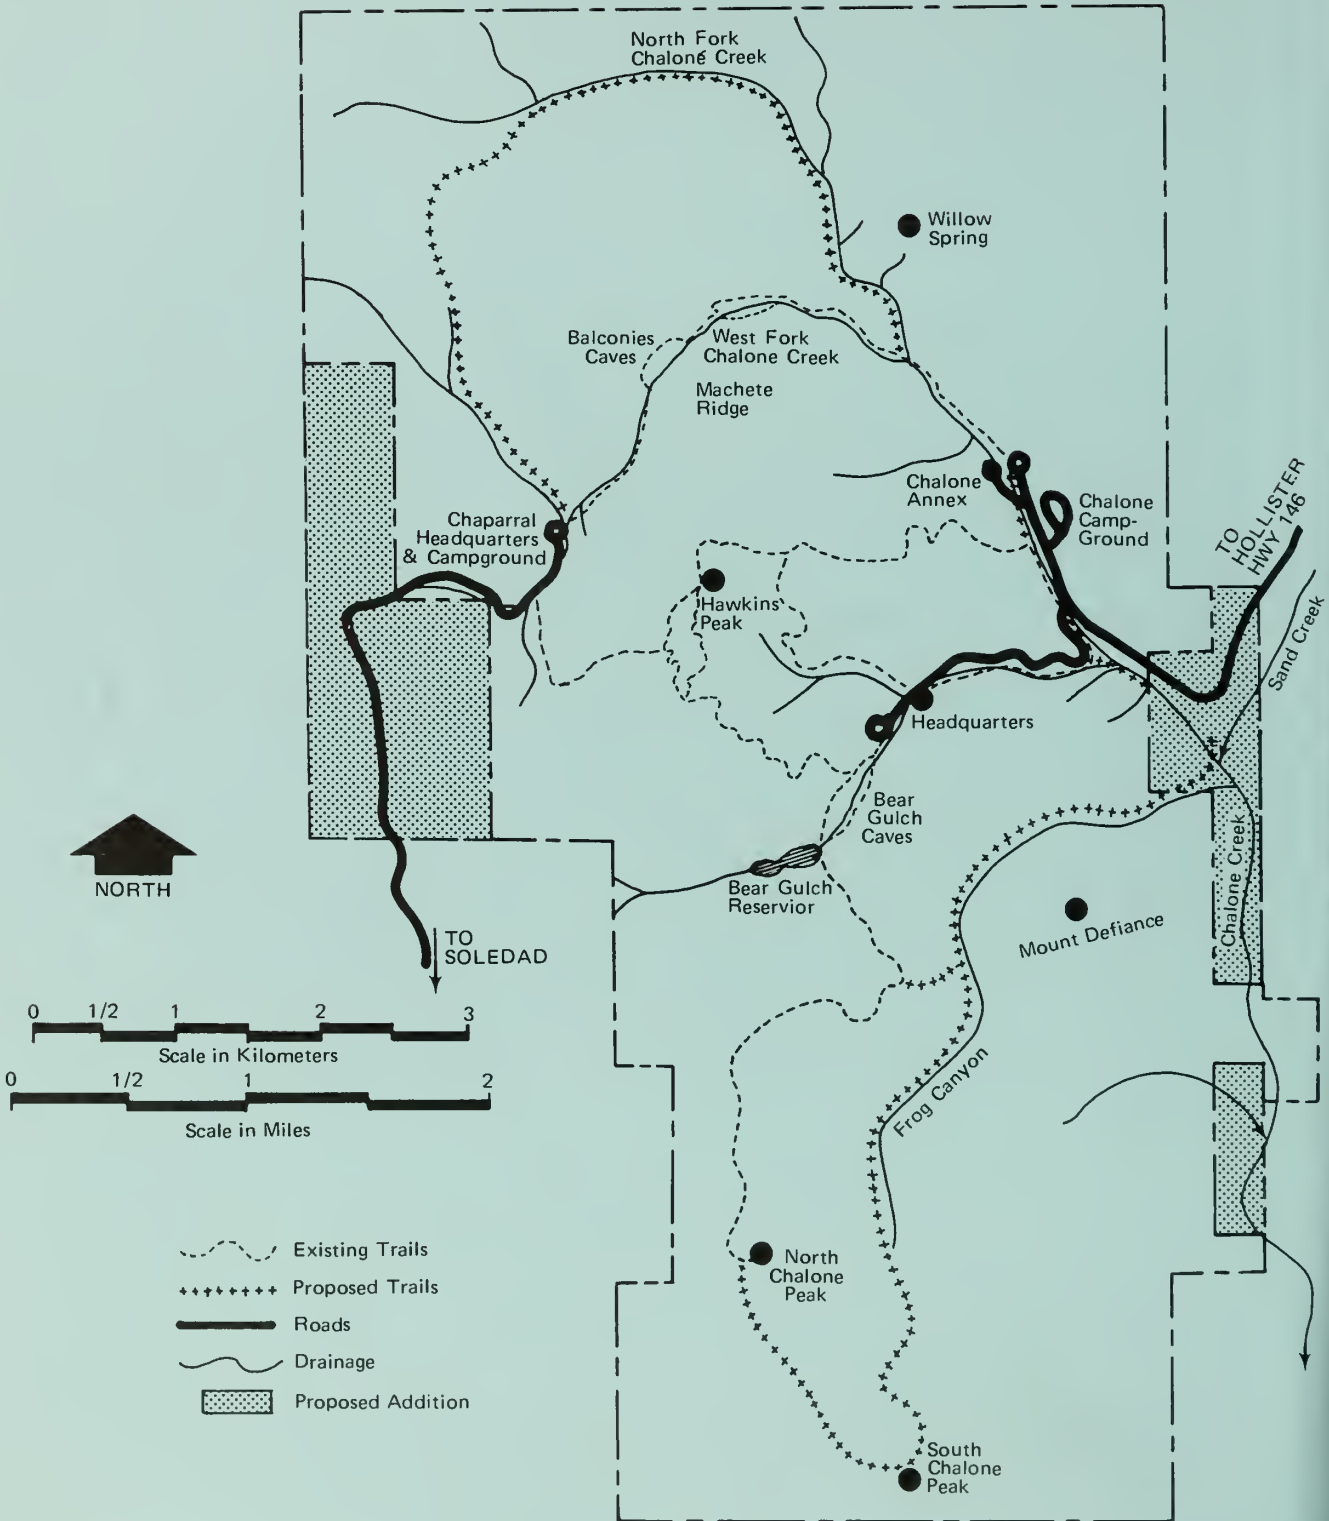 North Fork
Chalone Creek
Willow
Spring
Balconies
Caves
West Fork
Chalone Creek
Machete
Ridge
Chalone
Annex
Chalone
Camp-
Ground
TO
HOLLISTER
HWY 146
Sand Creek
Chaparral
Headquarters
& Campground
Hawkins
Peak
Headquarters
Bear
Gulch
Caves
Chalone Creek
NORTH
Bear Gulch
Reservior
Mount Defiance
TO
SOLEDAD
0 1/2 1 2 3
Scale in Kilometers
0 1/2 1 2
Scale in Miles
Frog Canyon
Existing Trails
Proposed Trails
Roads
Drainage
Proposed Addition
North
Chalone
Peak
South
Chalone
Peak